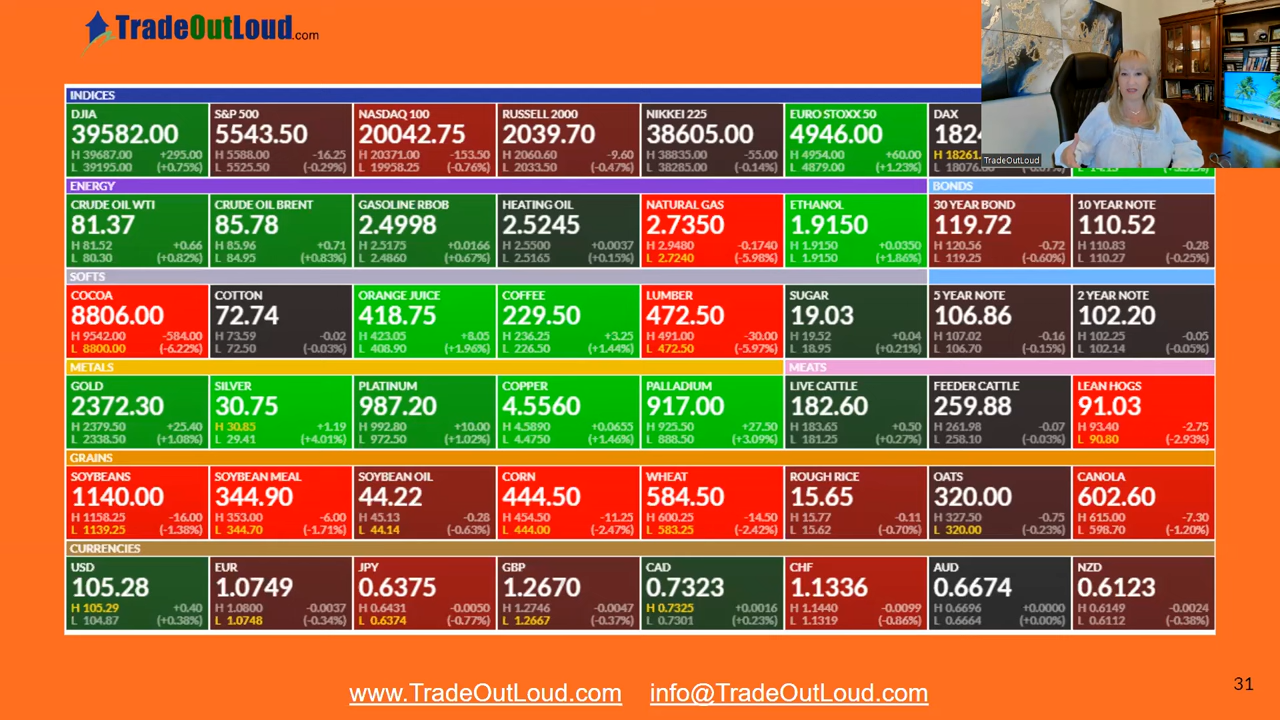 TradeOutLoud.com
TradeOutLoud
INDICES
DJIA
39582.00
H 39687.00 +295.00
L 39195.00 (+0.75%)
S&P 500
5543.50
H 5588.00 -16.25
L 5525.50 (-0.29%)
NASDAQ 100
20042.75
H 20371.00 -153.50
L 19958.25 (-0.76%)
RUSSELL 2000
2039.70
H 2060.60 -9.60
L 2033.50 (-0.47%)
NIKKEI 225
38605.00
H 38835.00 -55.00
L 38285.00 (-0.14%)
EURO STOXX 50
4946.00
H 4954.00 +60.00
L 4879.00 (+1.23%)
DAX
H 18261.
L 18076.
ENERGY
CRUDE OIL WTI
81.37
H 81.52 +0.66
L 80.30 (+0.82%)
CRUDE OIL BRENT
85.78
H 85.96 +0.71
L 84.95 (+0.83%)
GASOLINE RBOB
2.4998
H 2.5175 +0.0166
L 2.4860 (+0.67%)
HEATING OIL
2.5245
H 2.5500 +0.0037
L 2.5165 (+0.15%)
NATURAL GAS
2.7350
H 2.9480 -0.1740
L 2.7240 (-5.98%)
ETHANOL
1.9150
H 1.9150 +0.0350
L 1.9150 (+1.86%)
BONDS
30 YEAR BOND
119.72
H 120.56 -0.72
L 119.25 (-0.60%)
10 YEAR NOTE
110.52
H 110.83 -0.28
L 110.27 (-0.25%)
SOFTS
COCOA
8806.00
H 9542.00 -584.00
L 8800.00 (-6.22%)
COTTON
72.74
H 73.59 -0.02
L 72.50 (-0.03%)
ORANGE JUICE
418.75
H 423.05 +8.05
L 408.90 (+1.96%)
COFFEE
229.50
H 236.25 +3.25
L 226.50 (+1.44%)
LUMBER
472.50
H 491.00 -30.00
L 472.50 (-5.97%)
SUGAR
19.03
H 19.52 +0.04
L 18.95 (+0.21%)
5 YEAR NOTE
106.86
H 107.02 -0.16
L 106.70 (-0.15%)
2 YEAR NOTE
102.20
H 102.25 -0.05
L 102.14 (-0.05%)
METALS
GOLD
2372.30
H 2379.50 +25.40
L 2338.50 (+1.08%)
SILVER
30.75
H 30.85 +1.19
L 29.41 (+4.01%)
PLATINUM
987.20
H 992.80 +10.00
L 972.50 (+1.02%)
COPPER
4.5560
H 4.5890 +0.0655
L 4.4750 (+1.46%)
PALLADIUM
917.00
H 925.50 +27.50
L 888.50 (+3.09%)
MEATS
LIVE CATTLE
182.60
H 183.65 +0.50
L 181.25 (+0.27%)
FEEDER CATTLE
259.88
H 261.98 -0.07
L 258.10 (-0.03%)
LEAN HOGS
91.03
H 93.40 -2.75
L 90.80 (-2.93%)
GRAINS
SOYBEANS
1140.00
H 1158.25 -16.00
L 1139.25 (-1.38%)
SOYBEAN MEAL
344.90
H 353.00 -6.00
L 344.70 (-1.71%)
SOYBEAN OIL
44.22
H 45.13 -0.28
L 44.14 (-0.63%)
CORN
444.50
H 454.50 -11.25
L 444.00 (-2.47%)
WHEAT
584.50
H 600.25 -14.50
L 583.25 (-2.42%)
ROUGH RICE
15.65
H 15.77 -0.11
L 15.62 (-0.70%)
OATS
320.00
H 327.50 -0.75
L 320.00 (-0.23%)
CANOLA
602.60
H 615.00 -7.30
L 598.70 (-1.20%)
CURRENCIES
USD
105.28
H 105.29 +0.40
L 104.87 (+0.38%)
EUR
1.0749
H 1.0800 -0.0037
L 1.0748 (-0.34%)
JPY
0.6375
H 0.6431 -0.0050
L 0.6374 (-0.77%)
GBP
1.2670
H 1.2746 -0.0047
L 1.2667 (-0.37%)
CAD
0.7323
H 0.7325 +0.0016
L 0.7301 (+0.23%)
CHF
1.1336
H 1.1440 -0.0099
L 1.1319 (-0.86%)
AUD
0.6674
H 0.6696 +0.0000
L 0.6664 (+0.00%)
NZD
0.6123
H 0.6149 -0.0024
L 0.6112 (-0.38%)
www.TradeOutLoud.com info@TradeOutLoud.com
31